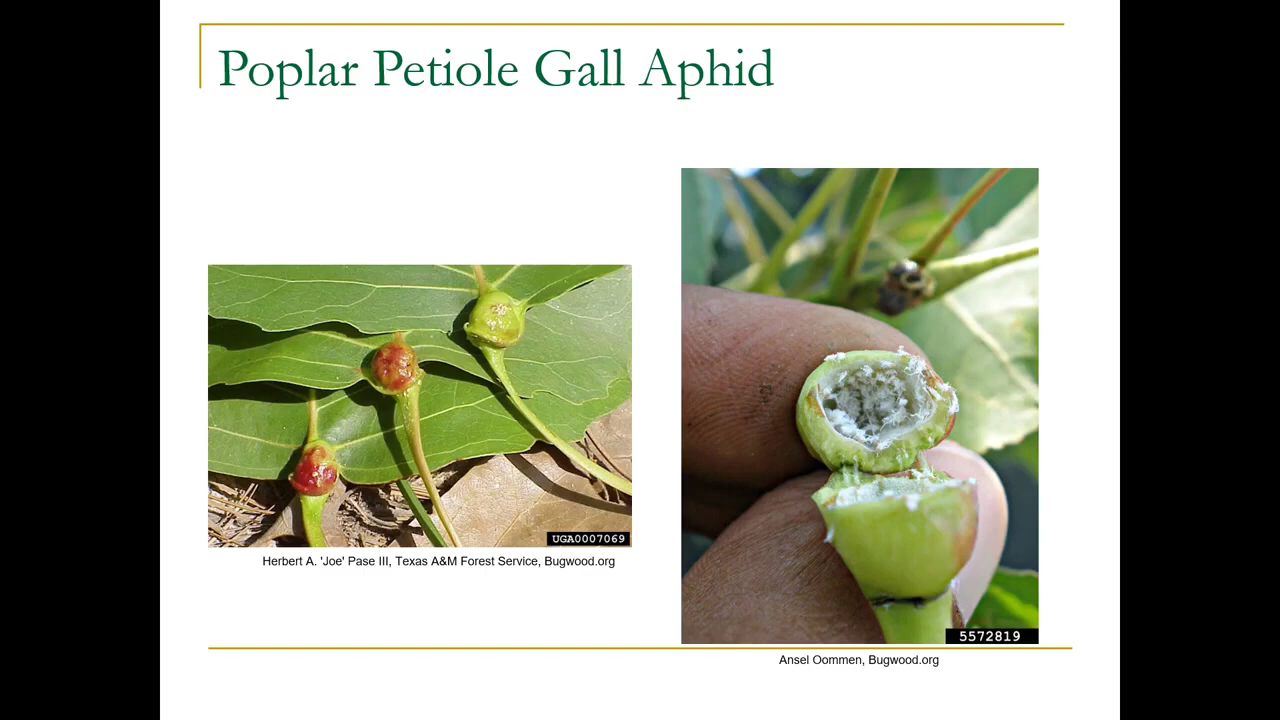 Poplar Petiole Gall Aphid
UGA0007069
Herbert A. 'Joe' Pase III, Texas A&M Forest Service, Bugwood.org
5572819
Ansel Oommen, Bugwood.org